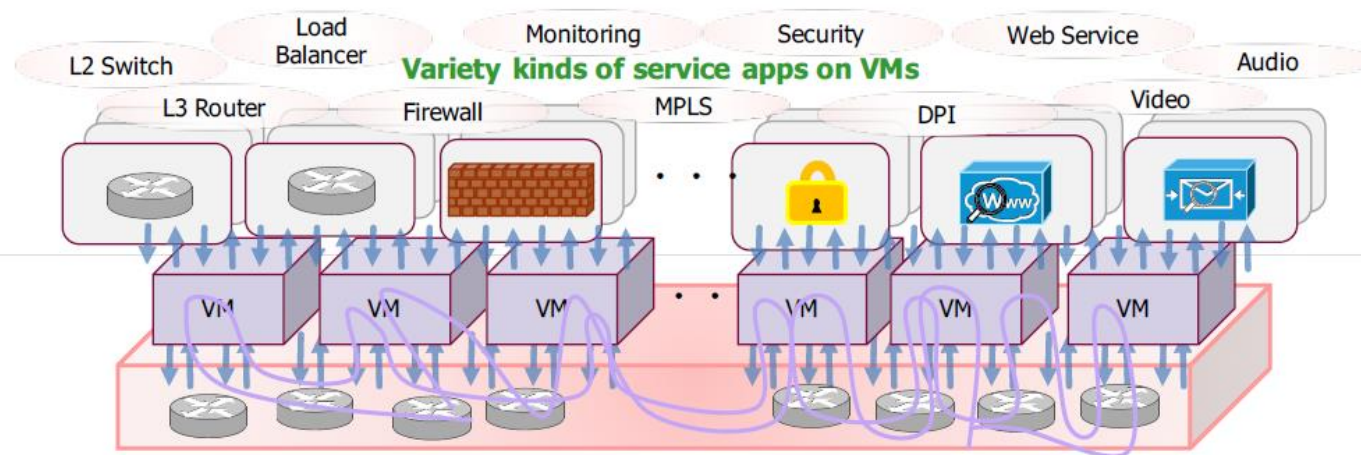 L2 Switch
Load
Balancer
Monitoring
Security
Web Service
Audio
Variety kinds of service apps on VMs
L3 Router
Firewall
MPLS
DPI
Video
. . .
Www
VM
VM
VM
. .
VM
VM
VM